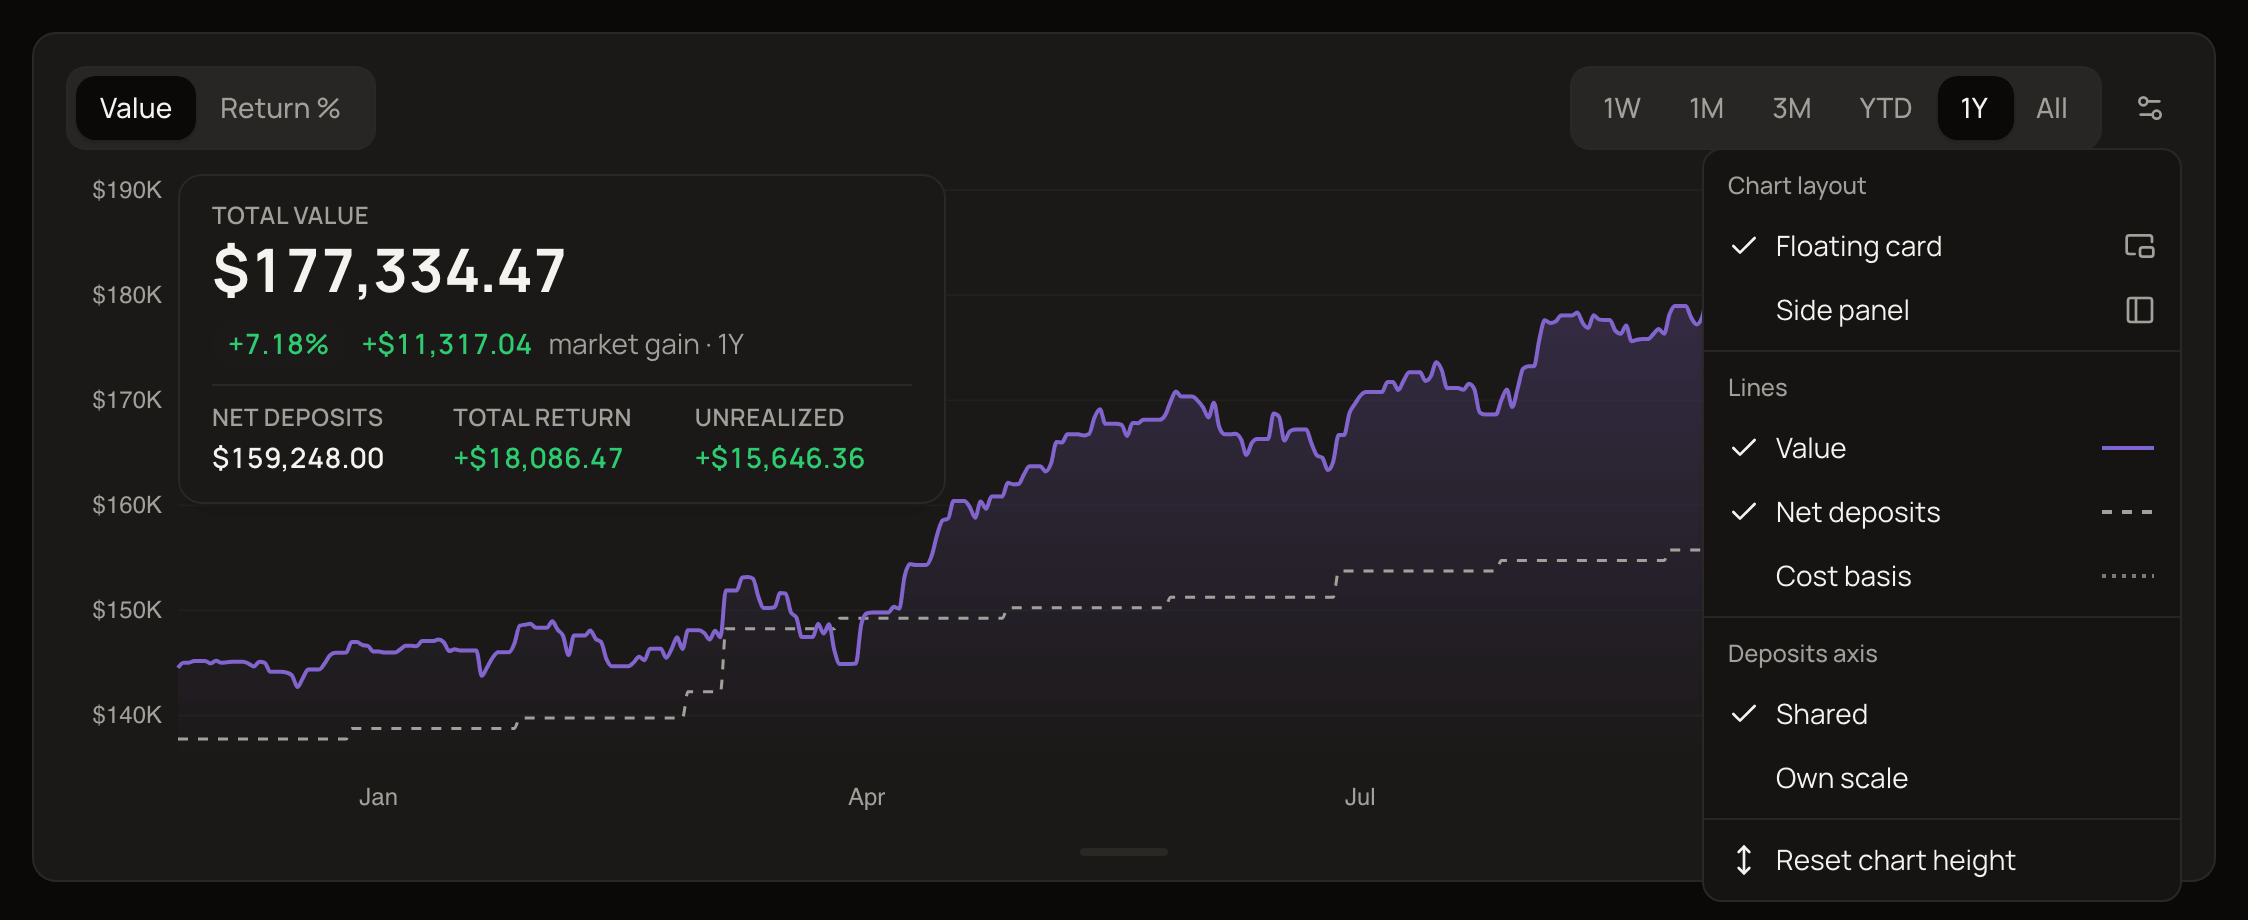 Value Return % 1W 1M 3M YTD 1Y All
$190K
$180K
$170K
$160K
$150K
$140K
TOTAL VALUE
$177,334.47
+7.18% +$11,317.04 market gain · 1Y
NET DEPOSITS TOTAL RETURN UNREALIZED
$159,248.00 +$18,086.47 +$15,646.36
Jan Apr Jul
Chart layout
Floating card
Side panel
Lines
Value
Net deposits
Cost basis
Deposits axis
Shared
Own scale
Reset chart height